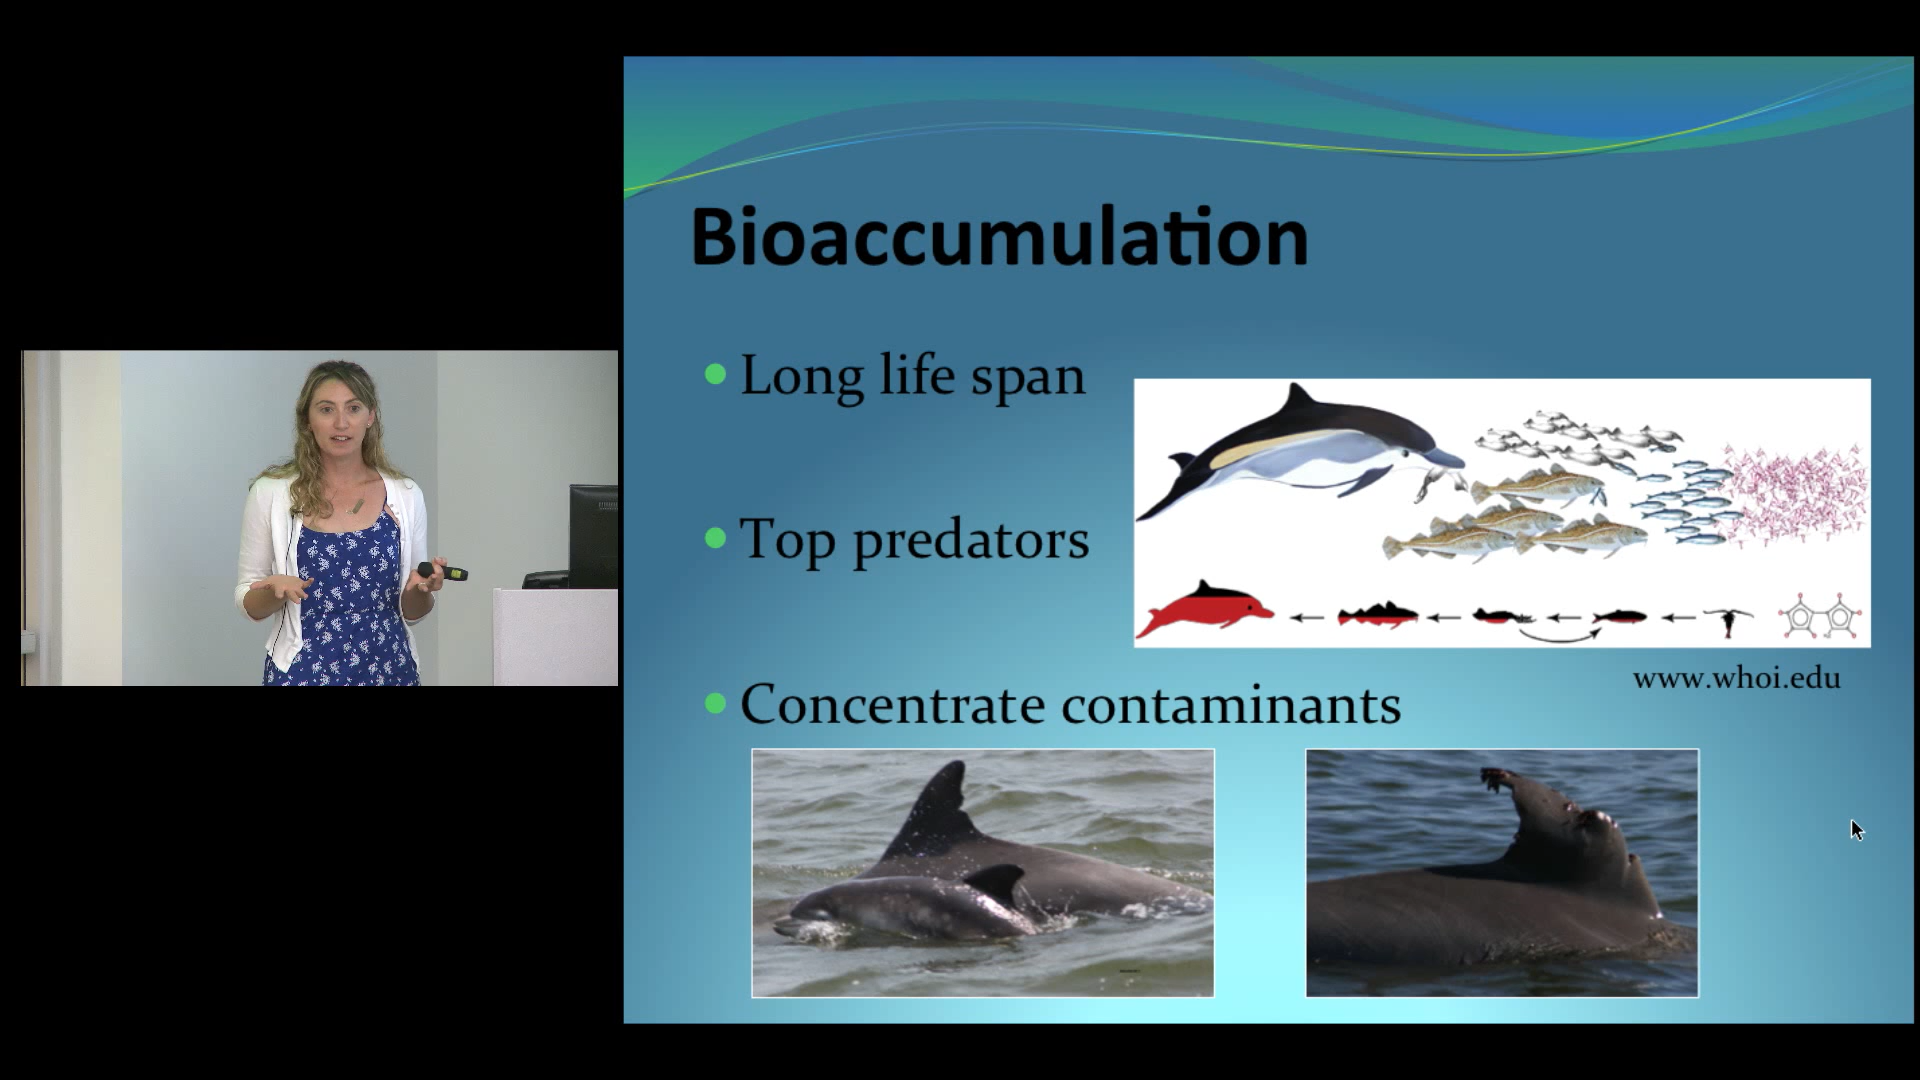 Bioaccumulation
Long life span
Top predators
Concentrate contaminants
www.whoi.edu